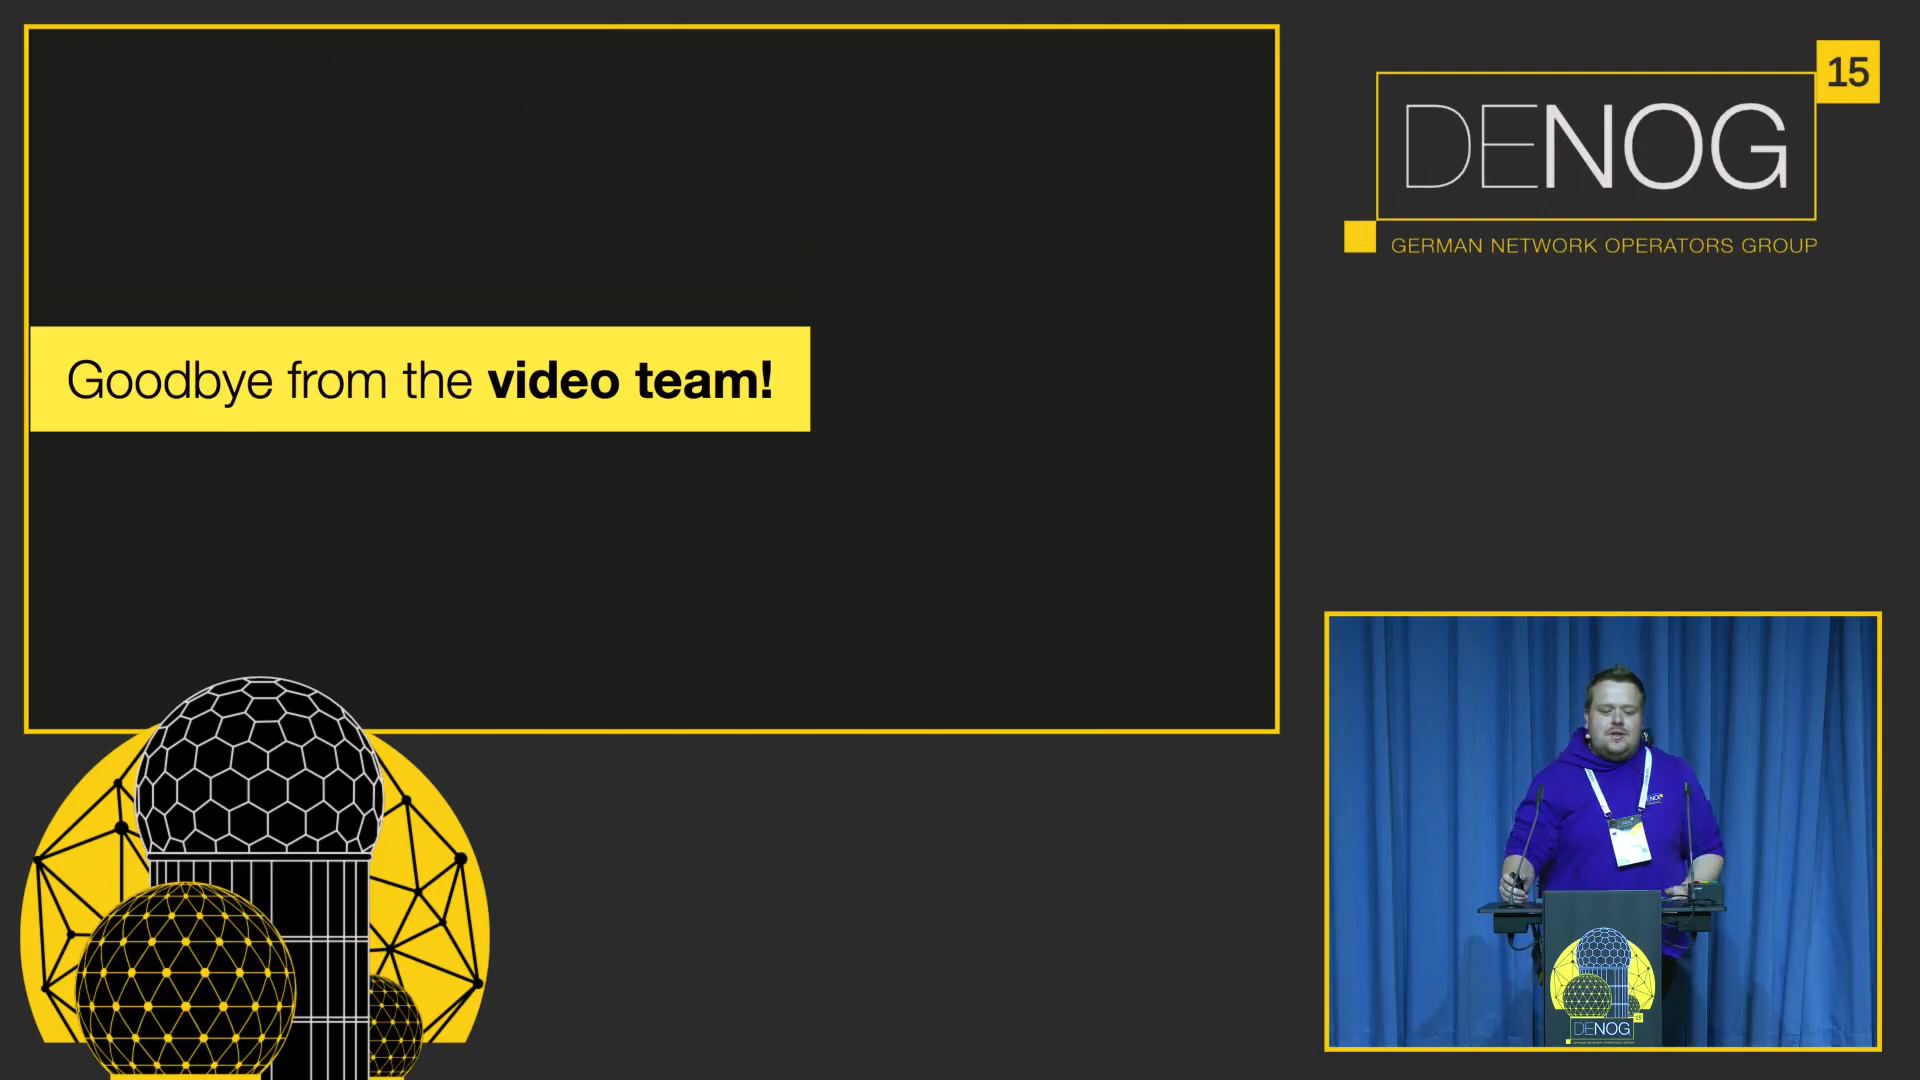 15
DENOG
GERMAN NETWORK OPERATORS GROUP
Goodbye from the video team!
DENOG